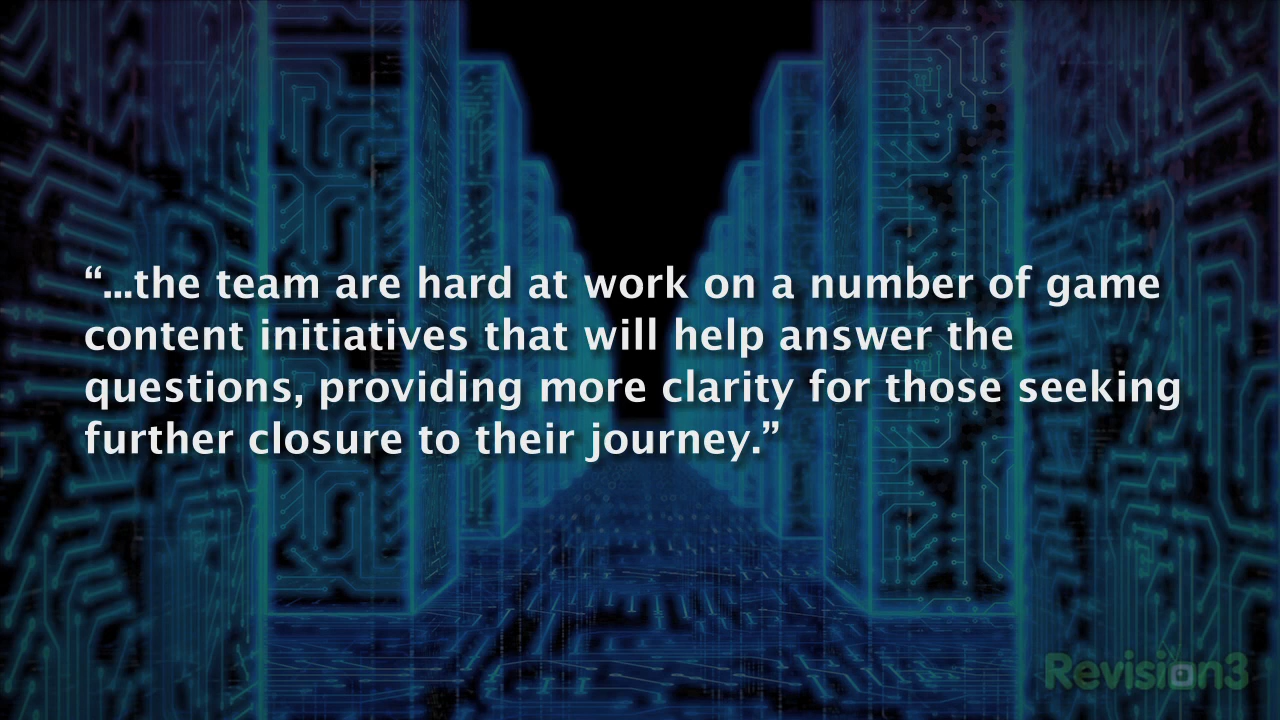 “...the team are hard at work on a number of game
content initiatives that will help answer the
questions, providing more clarity for those seeking
further closure to their journey.”
Revision3